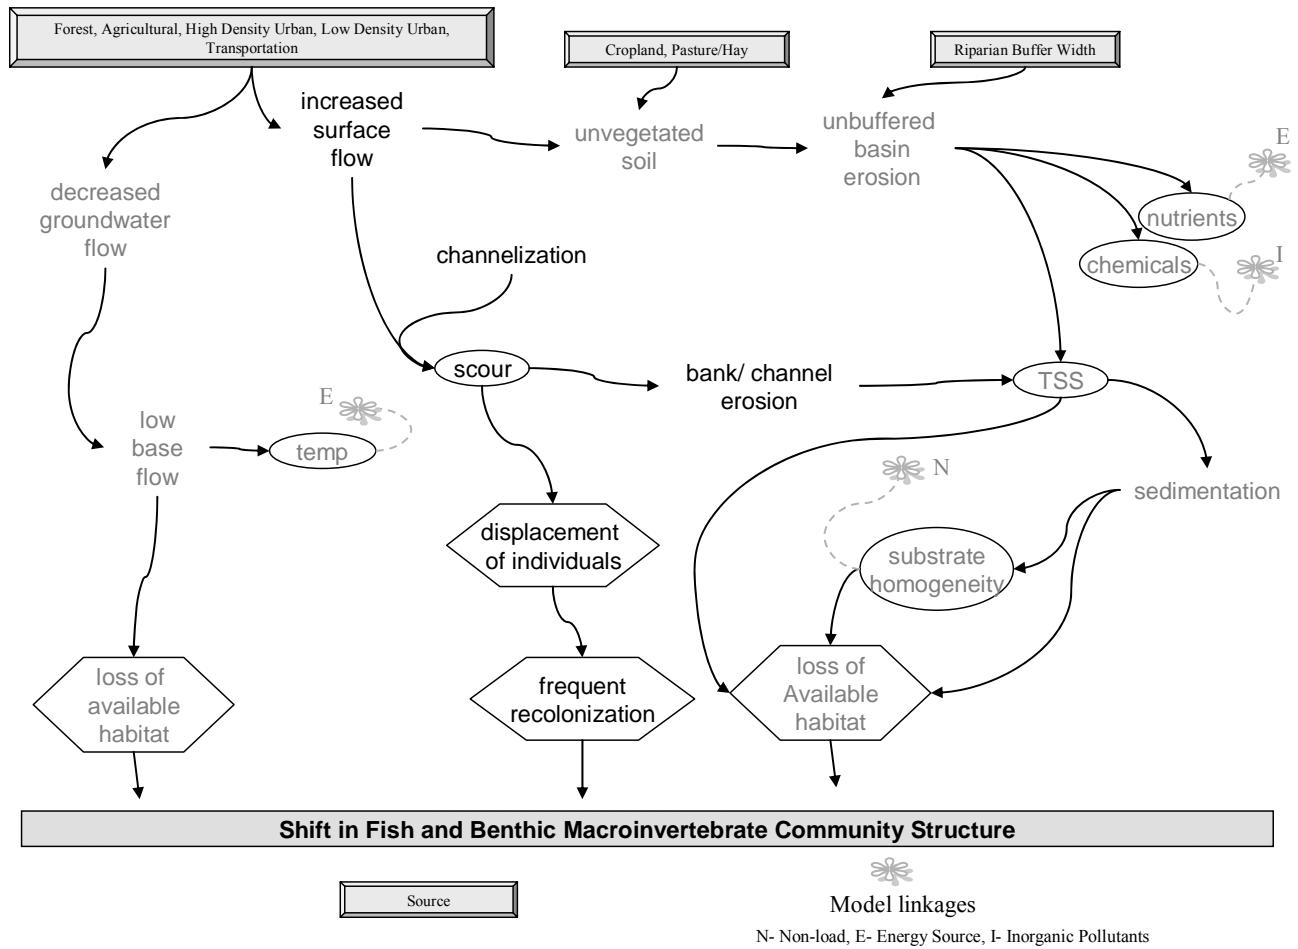 Forest, Agricultural, High Density Urban, Low Density Urban,
Transportation
Cropland, Pasture/Hay
Riparian Buffer Width
increased
surface
flow
unvegetated
soil
unbuffered
basin
erosion
E
decreased
groundwater
flow
nutrients
channelization
chemicals
I
scour
bank/ channel
erosion
TSS
E
low
base
flow
temp
N
sedimentation
displacement
of individuals
substrate
homogeneity
loss of
available
habitat
frequent
recolonization
loss of
Available
habitat
Shift in Fish and Benthic Macroinvertebrate Community Structure
Source
Model linkages
N- Non-load, E- Energy Source, I- Inorganic Pollutants